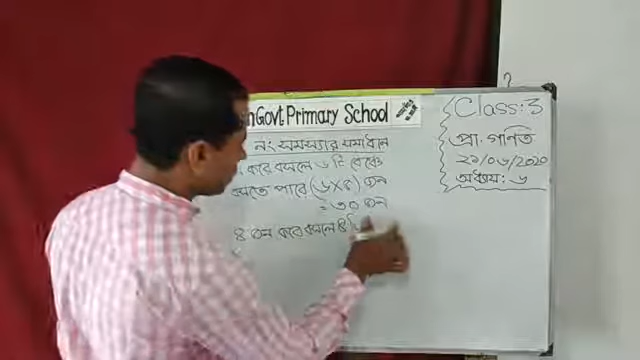 Govt. Primary School
নং সমস্যার সমাধান
করে বসলে ৬ টি বেঞ্চে
বসতে পারে (৬×৫) জন
= ৩০ জন
৪ জন করে বসলে
Class: 3
প্রা. গণিত
২১/০৬/২০২০
অধ্যায়: ৬